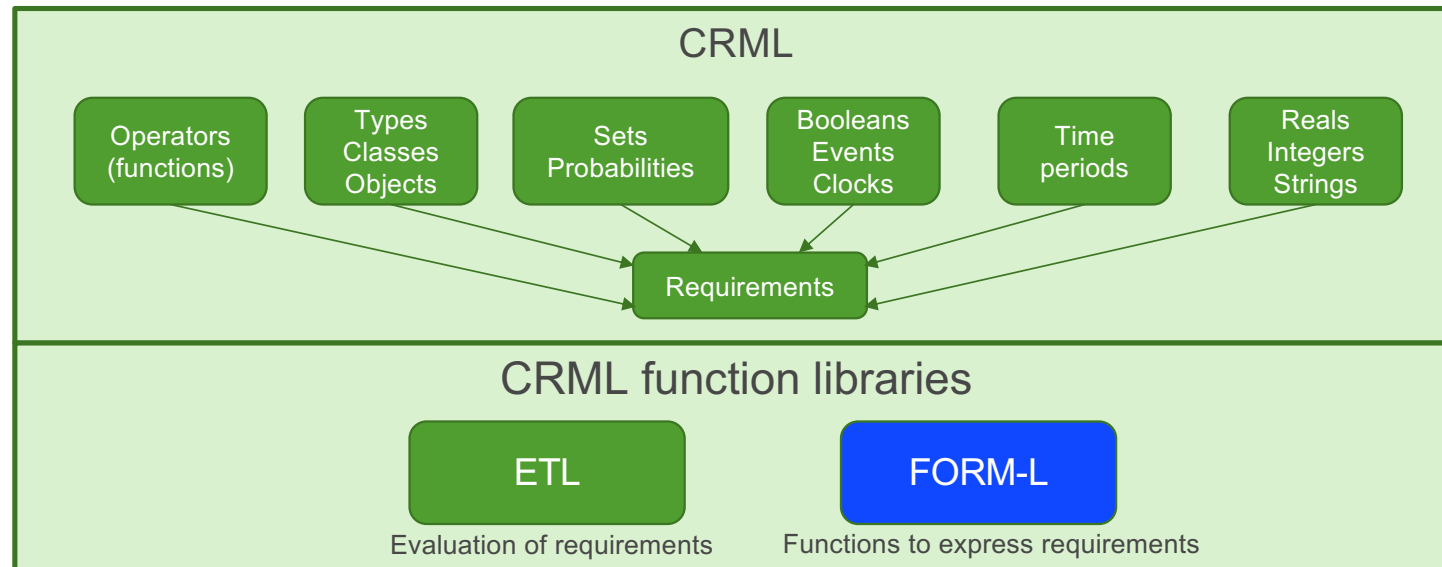 CRML
Operators
(functions)
Types
Classes
Objects
Sets
Probabilities
Booleans
Events
Clocks
Time
periods
Reals
Integers
Strings
Requirements
CRML function libraries
ETL
FORM-L
Evaluation of requirements
Functions to express requirements